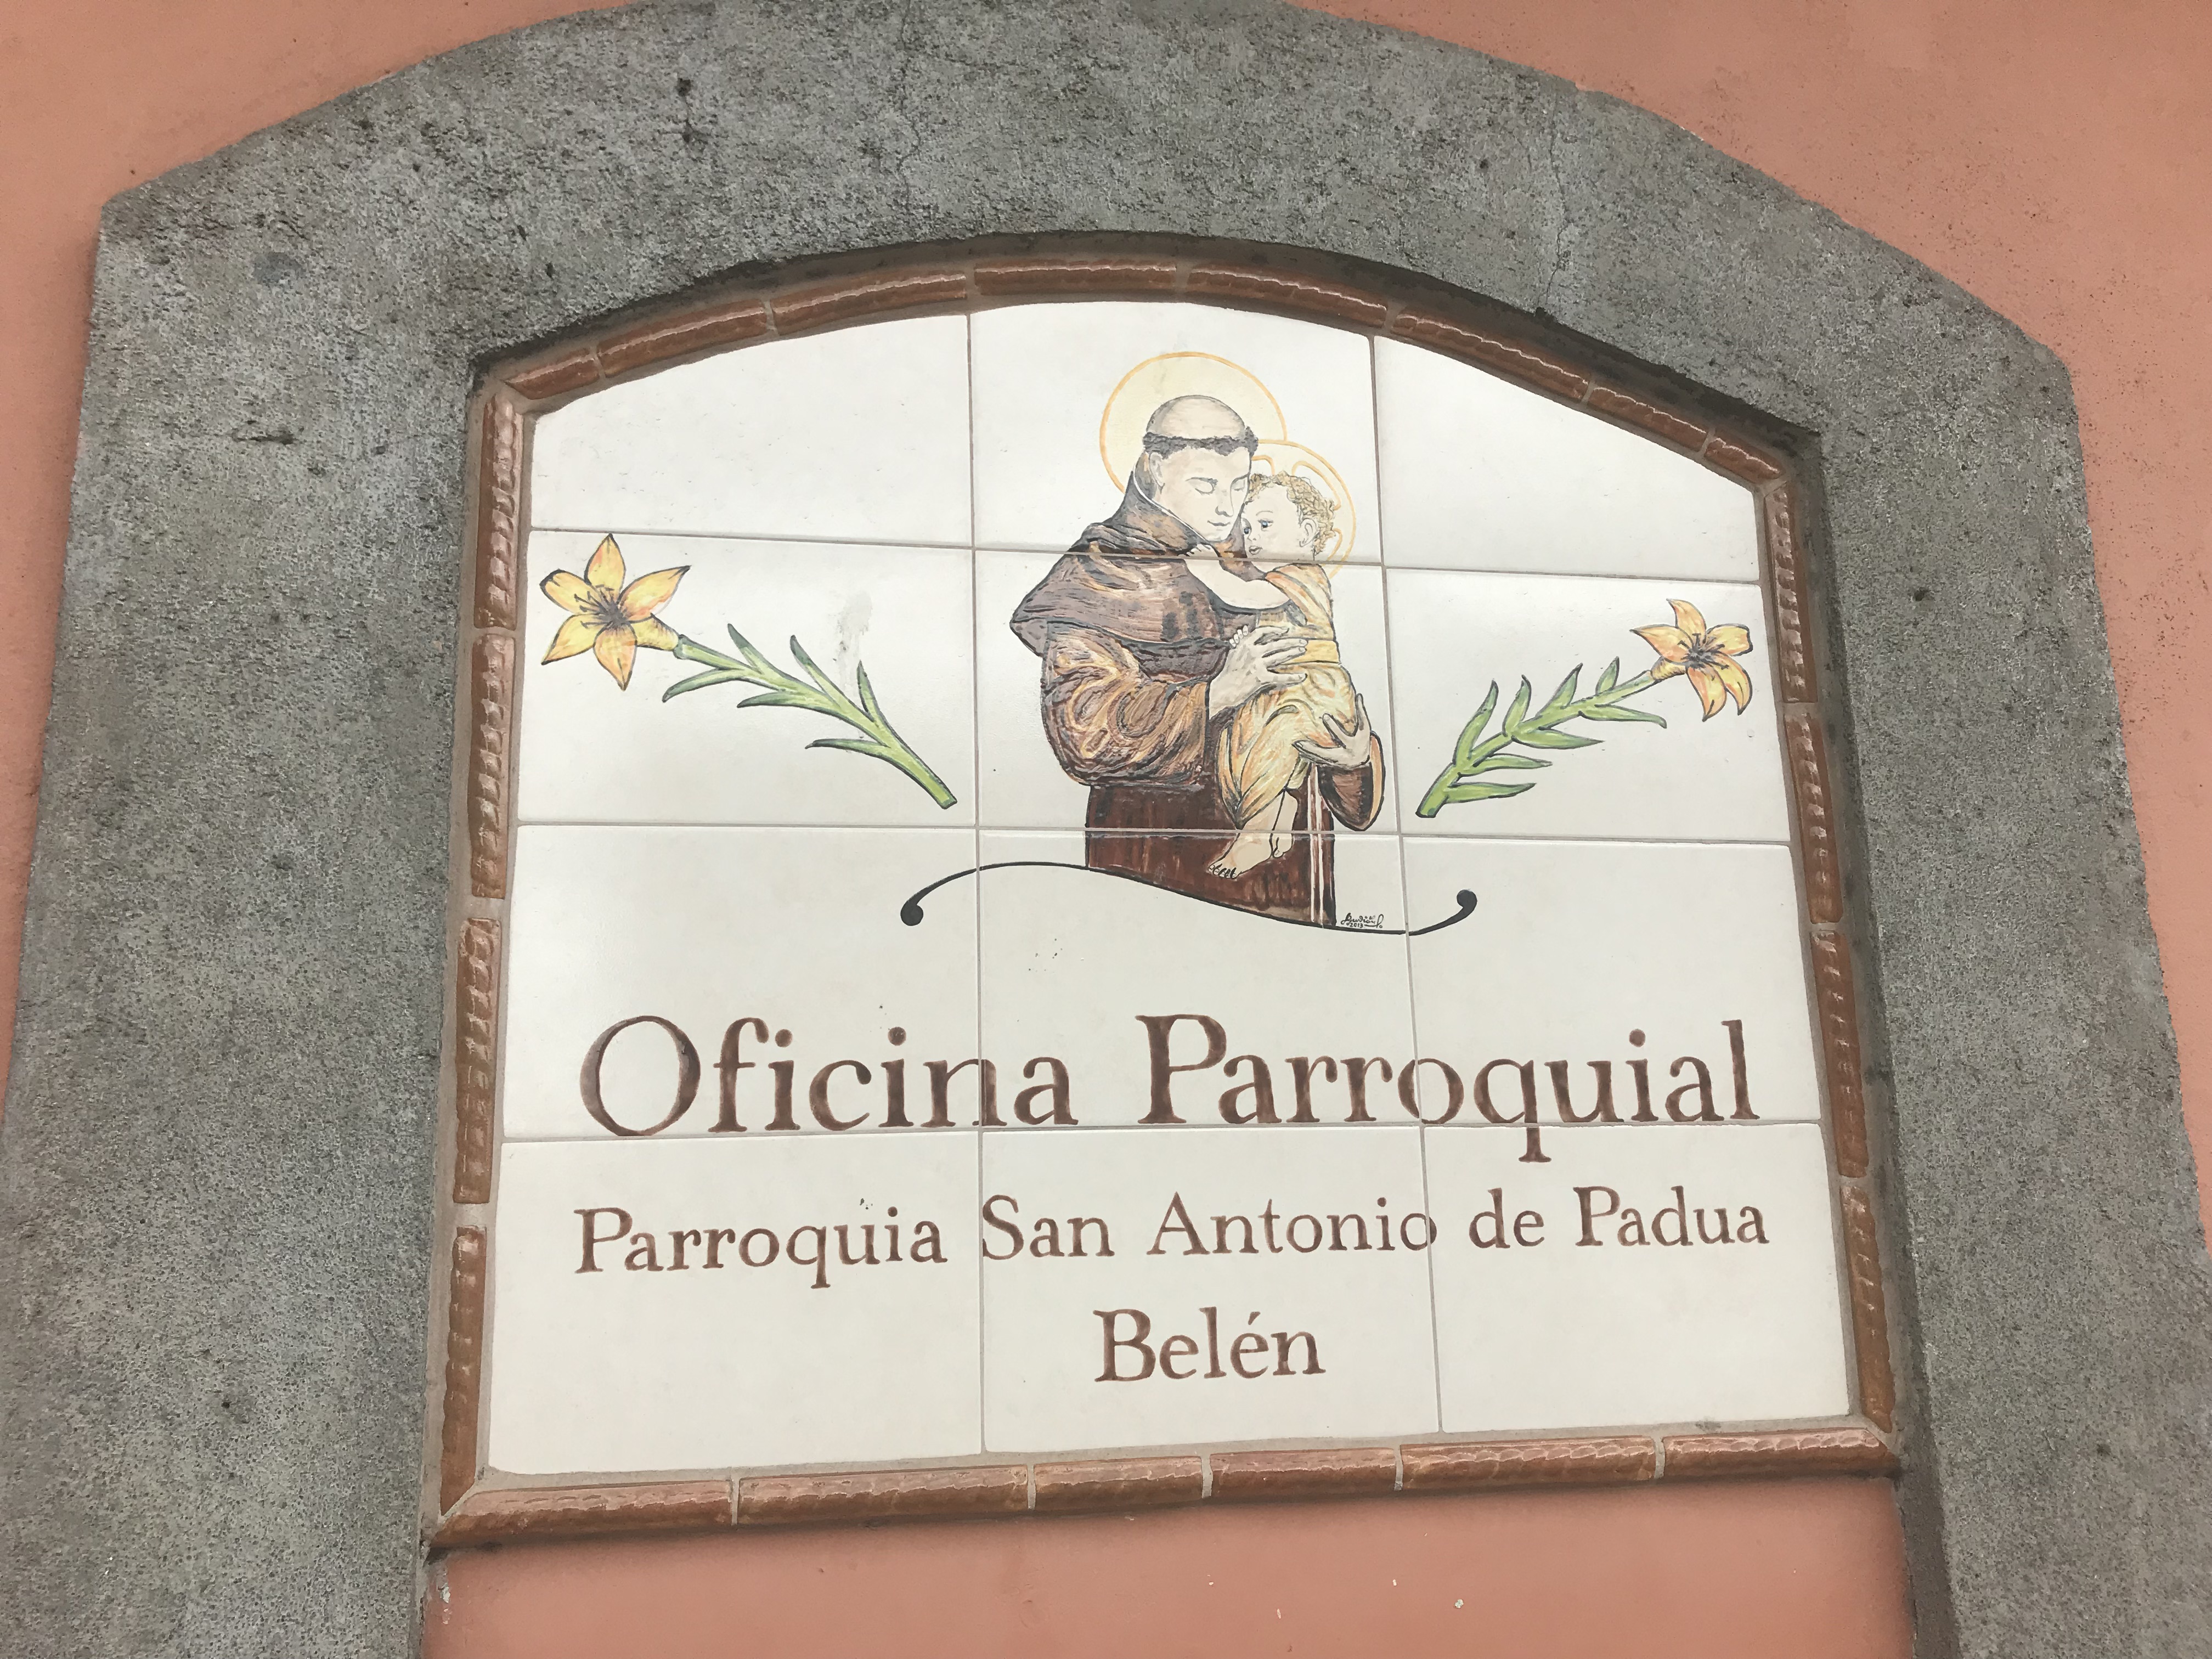 Oficina Parroquial
Parroquia San Antonio de Padua
Belén